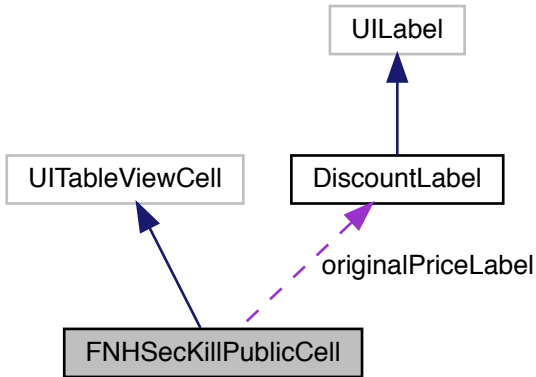 UILabel
UITableViewCell
DiscountLabel
originalPriceLabel
FNHSecKillPublicCell